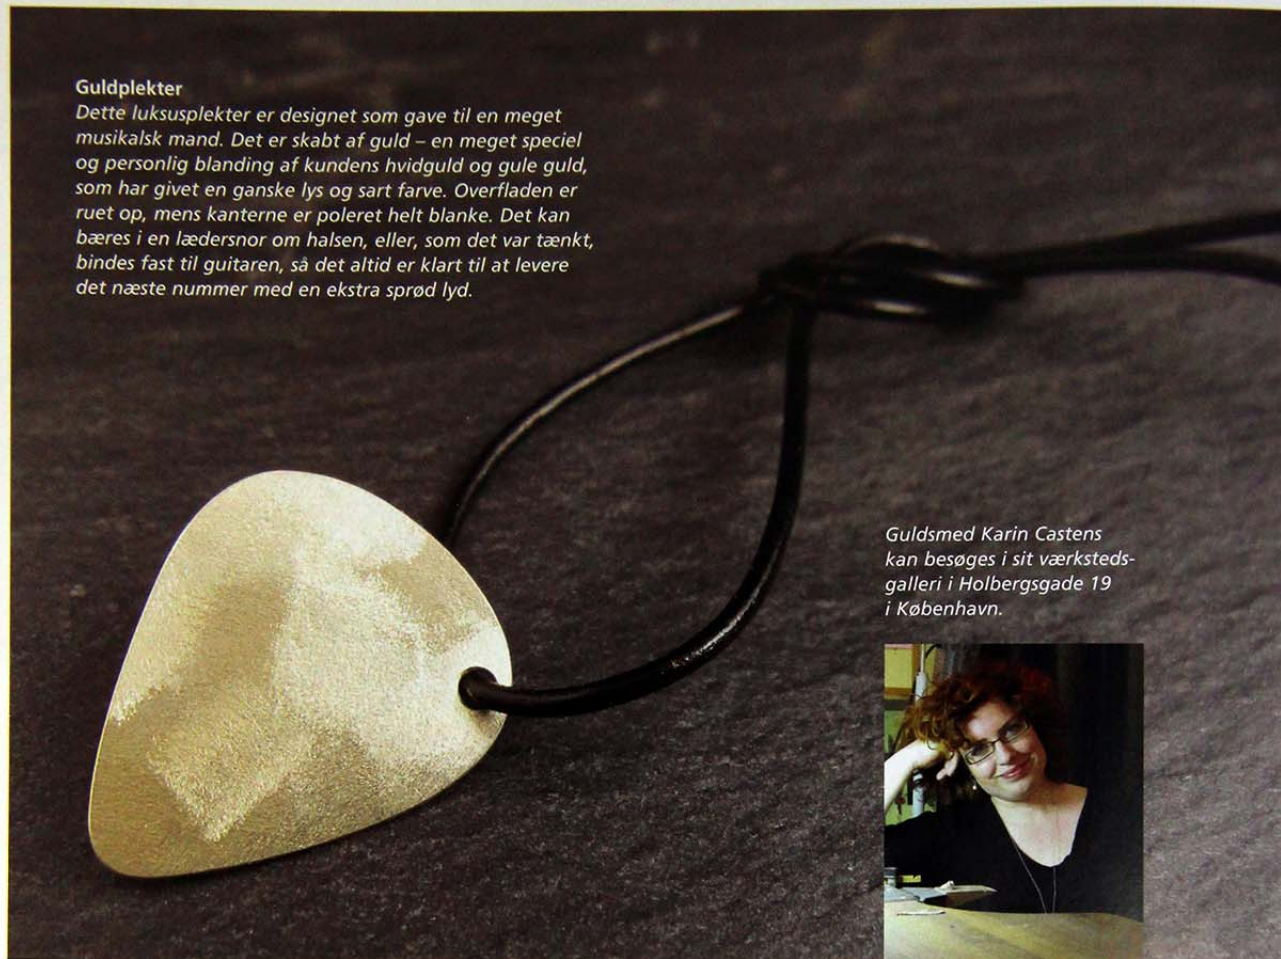 Guldplekter
Dette luksusplekter er designet som gave til en meget
musikalsk mand. Det er skabt af guld – en meget speciel
og personlig blanding af kundens hvidguld og gule guld,
som har givet en ganske lys og sart farve. Overfladen er
ruet op, mens kanterne er poleret helt blanke. Det kan
bæres i en lædersnor om halsen, eller, som det var tænkt,
bindes fast til guitaren, så det altid er klart til at levere
det næste nummer med en ekstra sprød lyd.
Guldsmed Karin Castens
kan besøges i sit værksteds-
galleri i Holbergsgade 19
i København.